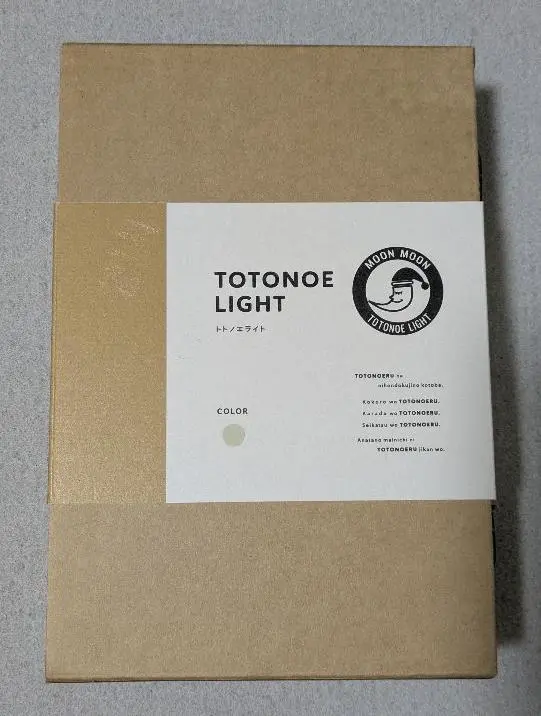 TOTONOE
LIGHT
トトノエライト
MOON MOON
TOTONOE LIGHT
TOTONOERU wa
nihondokujino kotoba.
Kokoro wo TOTONOERU.
Karada wo TOTONOERU.
Seikatsu wo TOTONOERU.
Anatano mainichi ni
TOTONOERU jikan wo.
COLOR